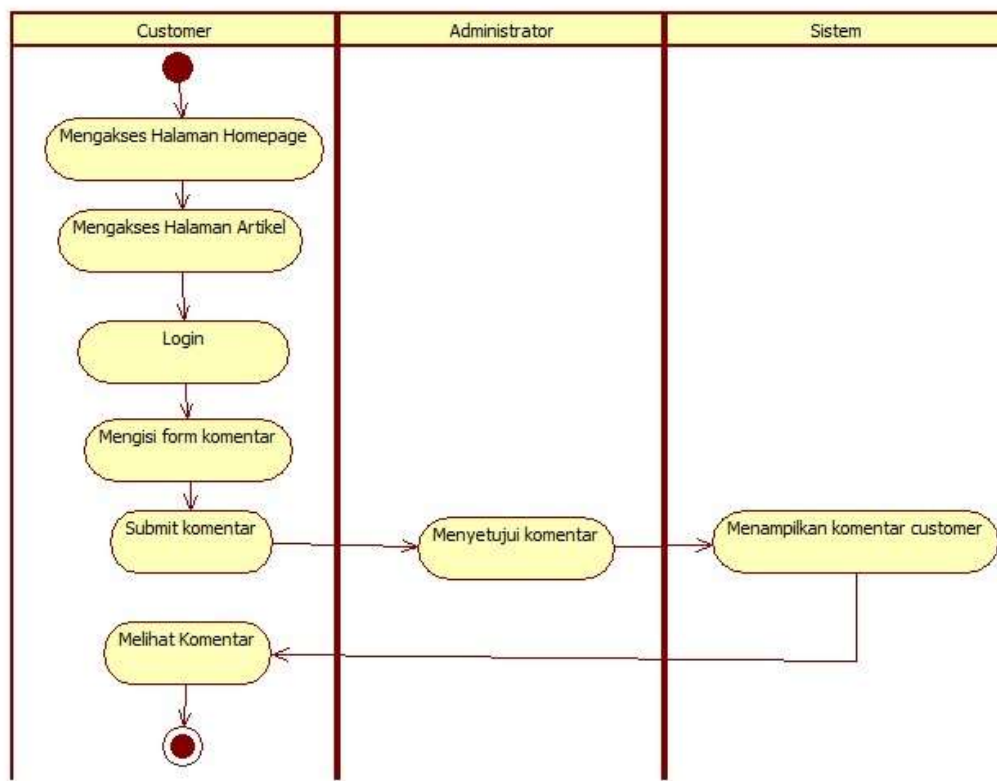 Customer
Administrator
Sistem
Mengakses Halaman Homepage
Mengakses Halaman Artikel
Login
Mengisi form komentar
Submit komentar
Menyetujui komentar
Menampilkan komentar customer
Melihat Komentar